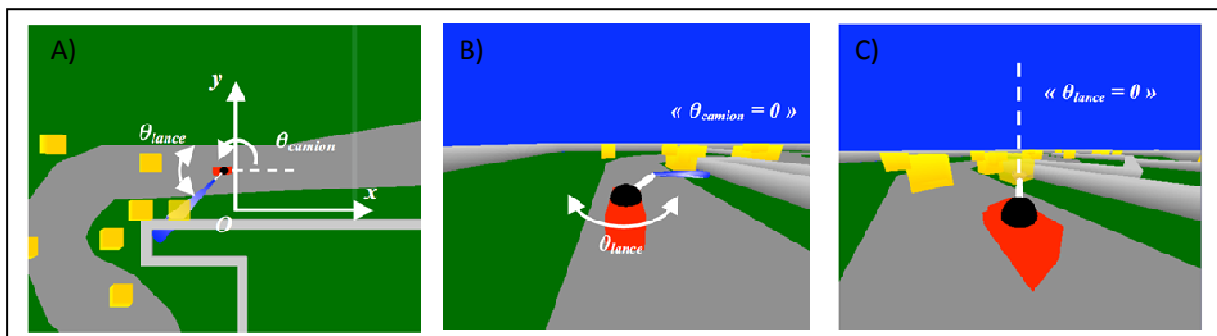 A)
y
θlance
θcamion
x
O
B)
« θcamion = 0 »
θlance
C)
« θlance = 0 »